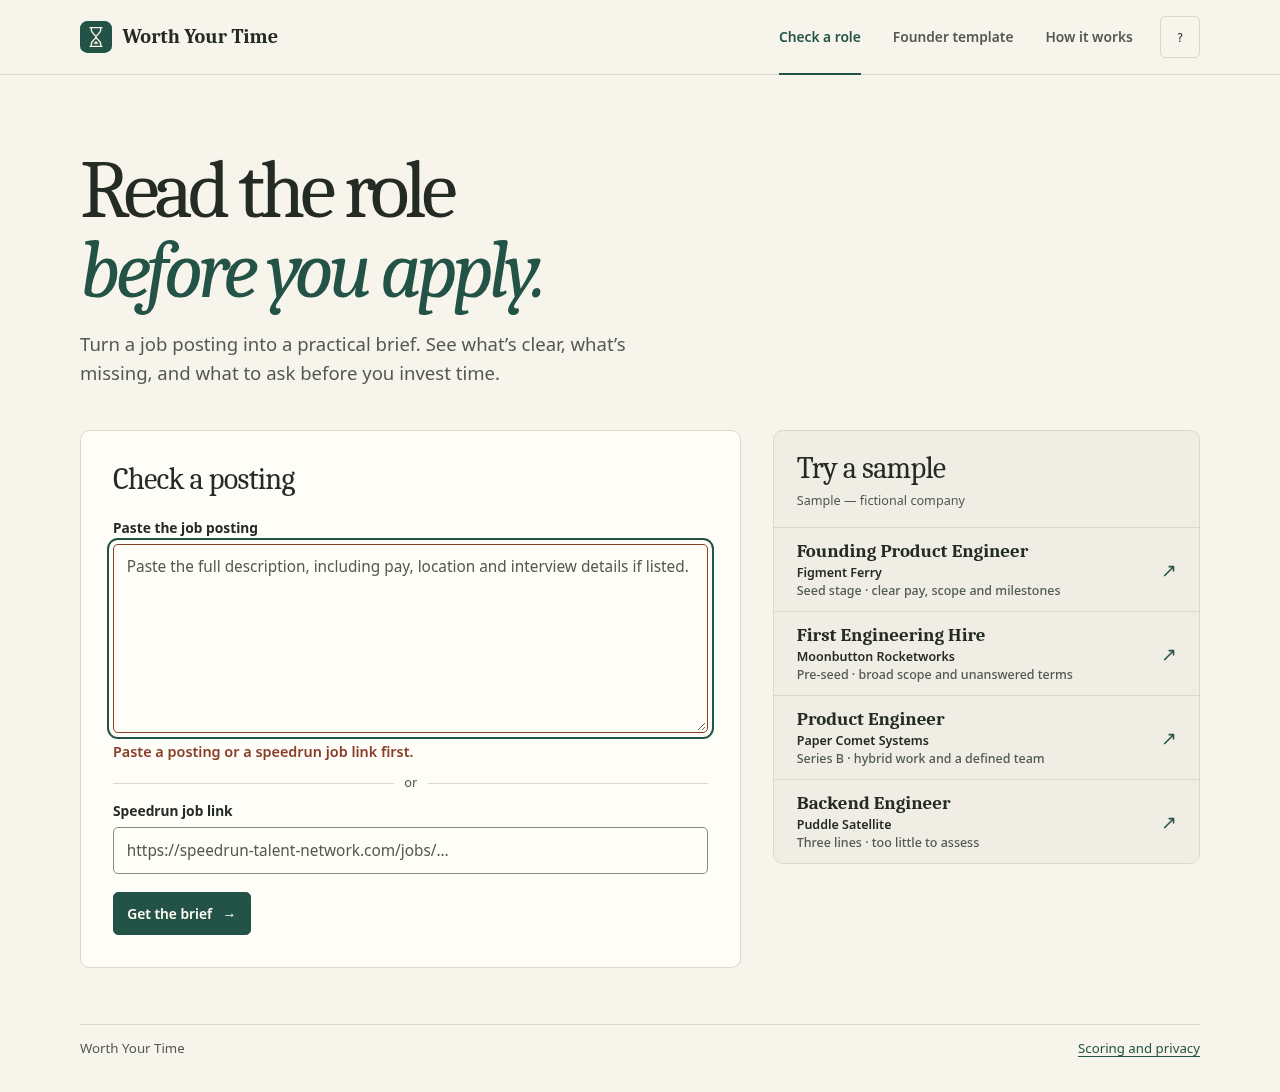 Worth Your Time
Check a role
Founder template
How it works
?
Read the role
before you apply.
Turn a job posting into a practical brief. See what’s clear, what’s
missing, and what to ask before you invest time.
Check a posting
Paste the job posting
Paste the full description, including pay, location and interview details if listed.
Paste a posting or a speedrun job link first.
or
Speedrun job link
https://speedrun-talent-network.com/jobs/...
Get the brief →
Try a sample
Sample — fictional company
Founding Product Engineer
Figment Ferry
Seed stage · clear pay, scope and milestones
↗
First Engineering Hire
Moonbutton Rocketworks
Pre-seed · broad scope and unanswered terms
↗
Product Engineer
Paper Comet Systems
Series B · hybrid work and a defined team
↗
Backend Engineer
Puddle Satellite
Three lines · too little to assess
↗
Worth Your Time
Scoring and privacy